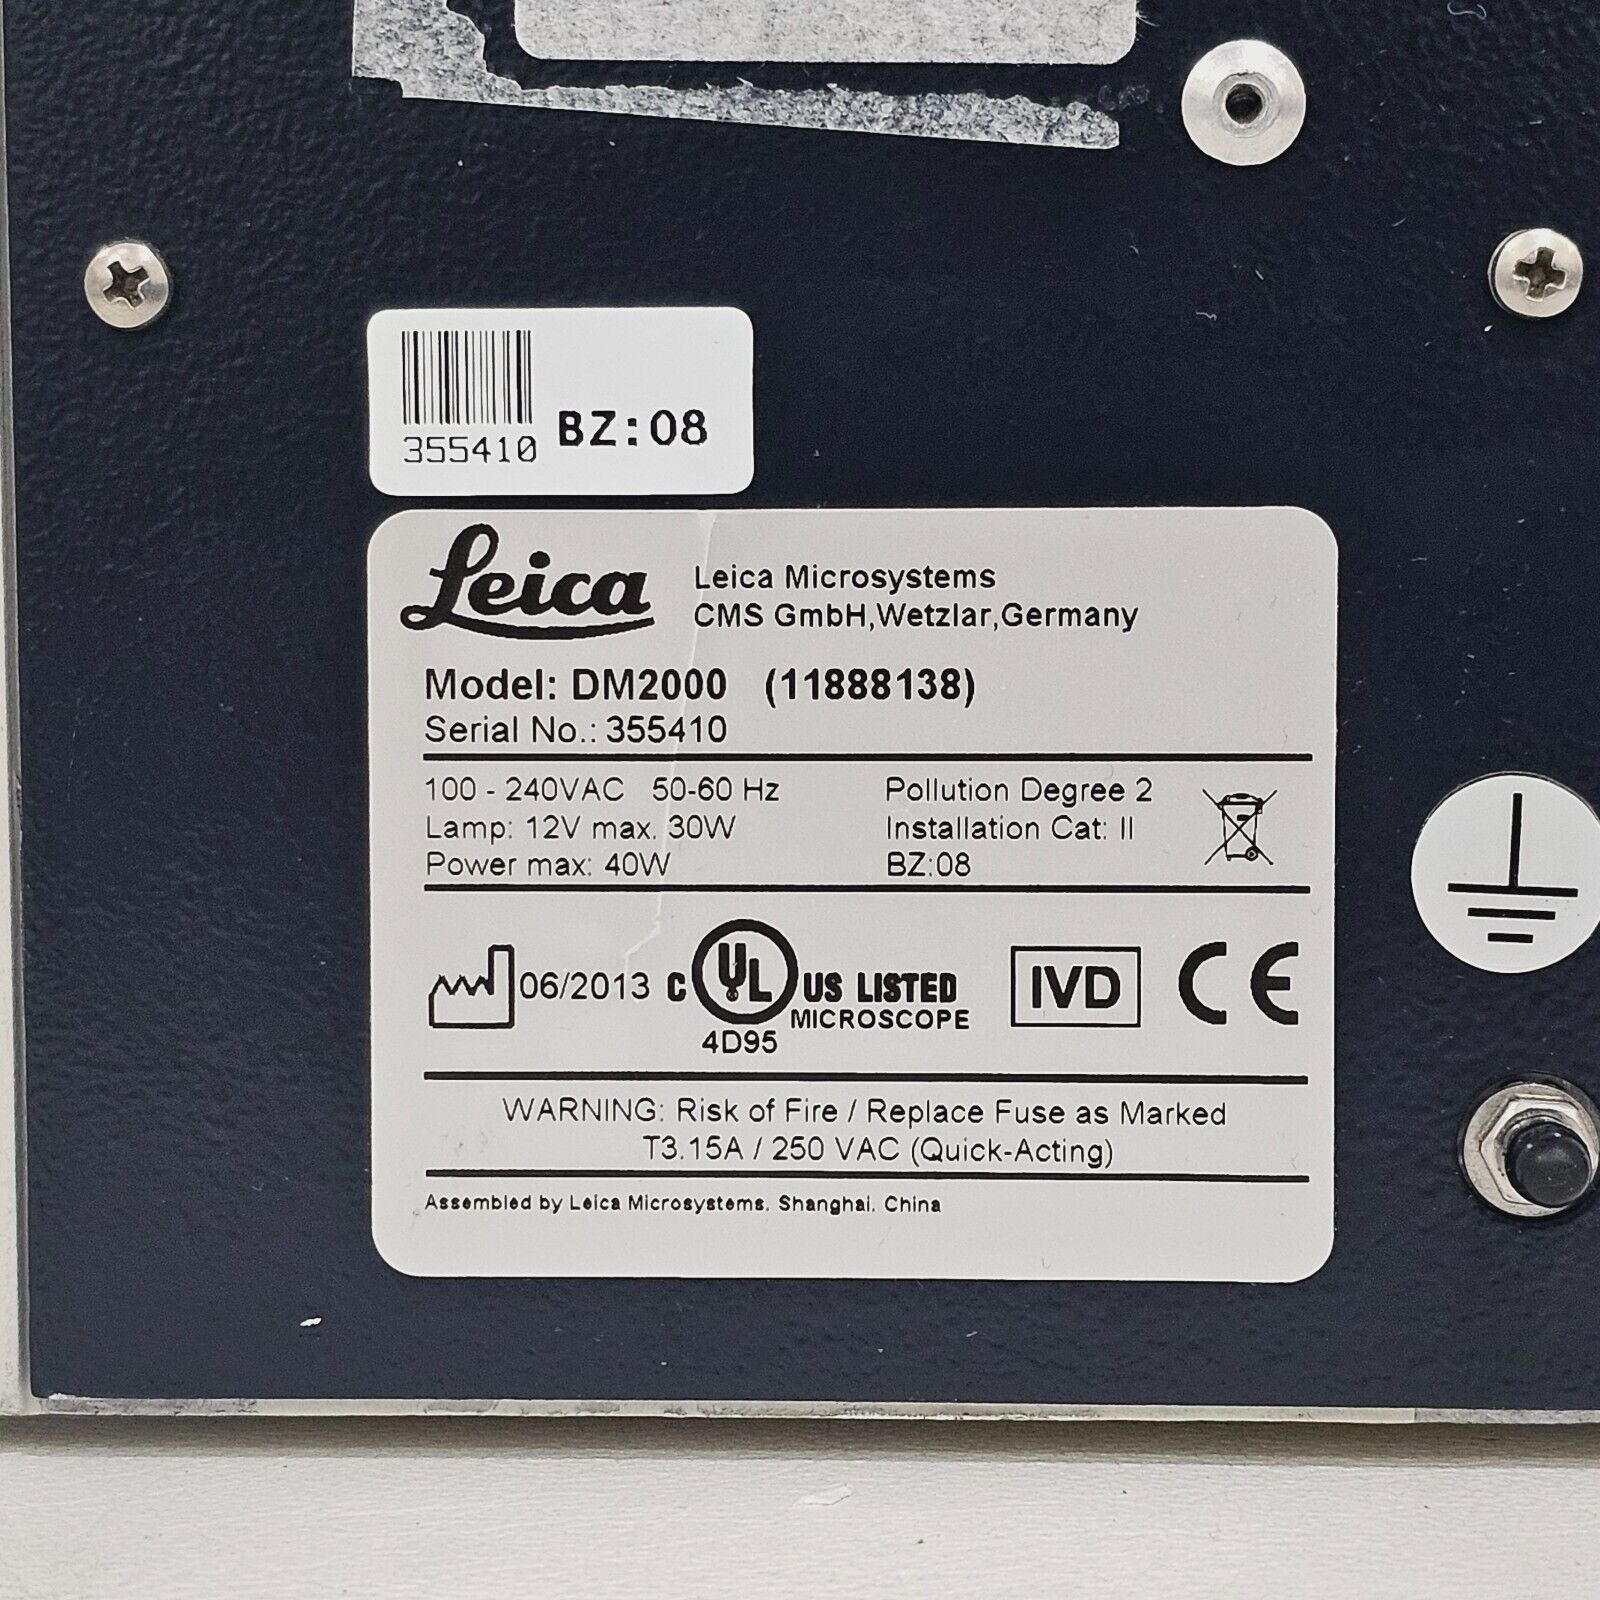 355410 BZ:08
Leica
Leica Microsystems
CMS GmbH,Wetzlar,Germany
Model: DM2000 (11888138)
Serial No.: 355410
100 - 240VAC 50-60 Hz
Lamp: 12V max. 30W
Power max: 40W
Pollution Degree 2
Installation Cat: II
BZ:08
06/2013
C UL US LISTED
MICROSCOPE
4D95
IVD
CE
WARNING: Risk of Fire / Replace Fuse as Marked
T3.15A / 250 VAC (Quick-Acting)
Assembled by Leica Microsystems. Shanghai. China